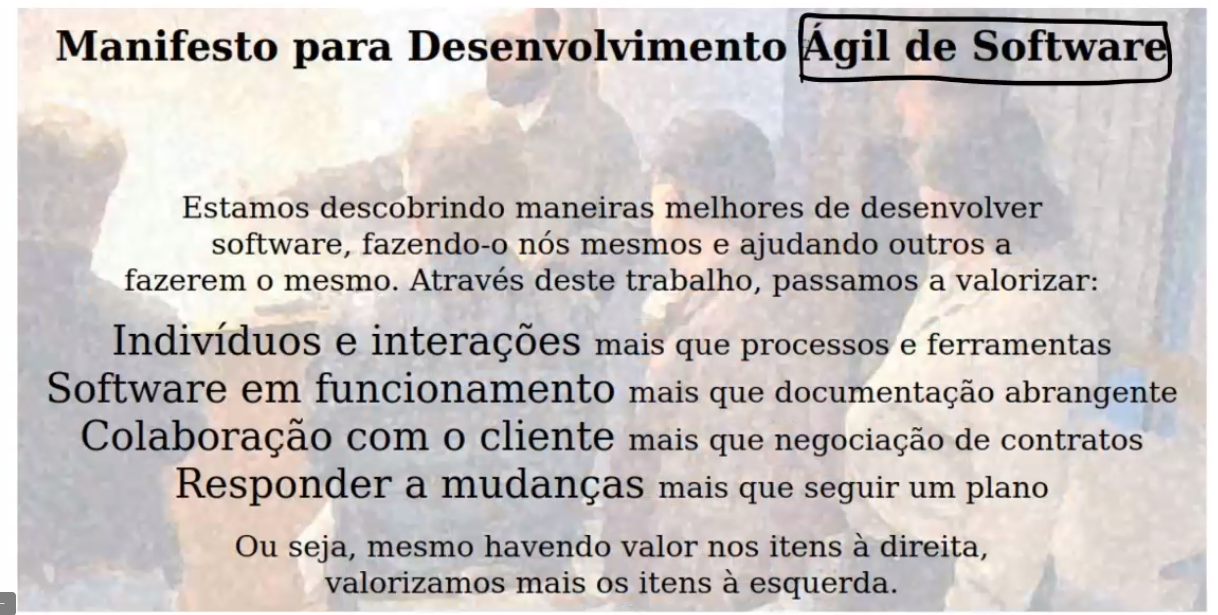 Manifesto para Desenvolvimento Ágil de Software
Estamos descobrindo maneiras melhores de desenvolver
software, fazendo-o nós mesmos e ajudando outros a
fazerem o mesmo. Através deste trabalho, passamos a valorizar:
Indivíduos e interações mais que processos e ferramentas
Software em funcionamento mais que documentação abrangente
Colaboração com o cliente mais que negociação de contratos
Responder a mudanças mais que seguir um plano
Ou seja, mesmo havendo valor nos itens à direita,
valorizamos mais os itens à esquerda.